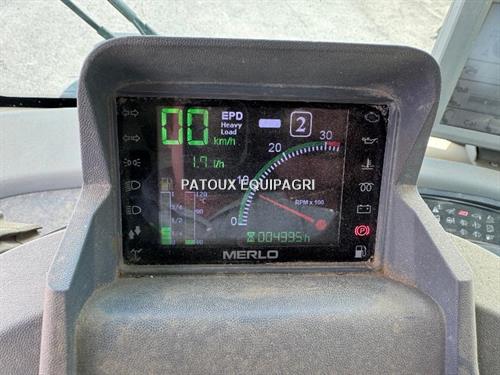 00
km/h
EPD
Heavy
Load
2
1.7 l/h
10
20
30
0
RPM x 100
004995h
PATOUX EQUIPAGRI
MERLO